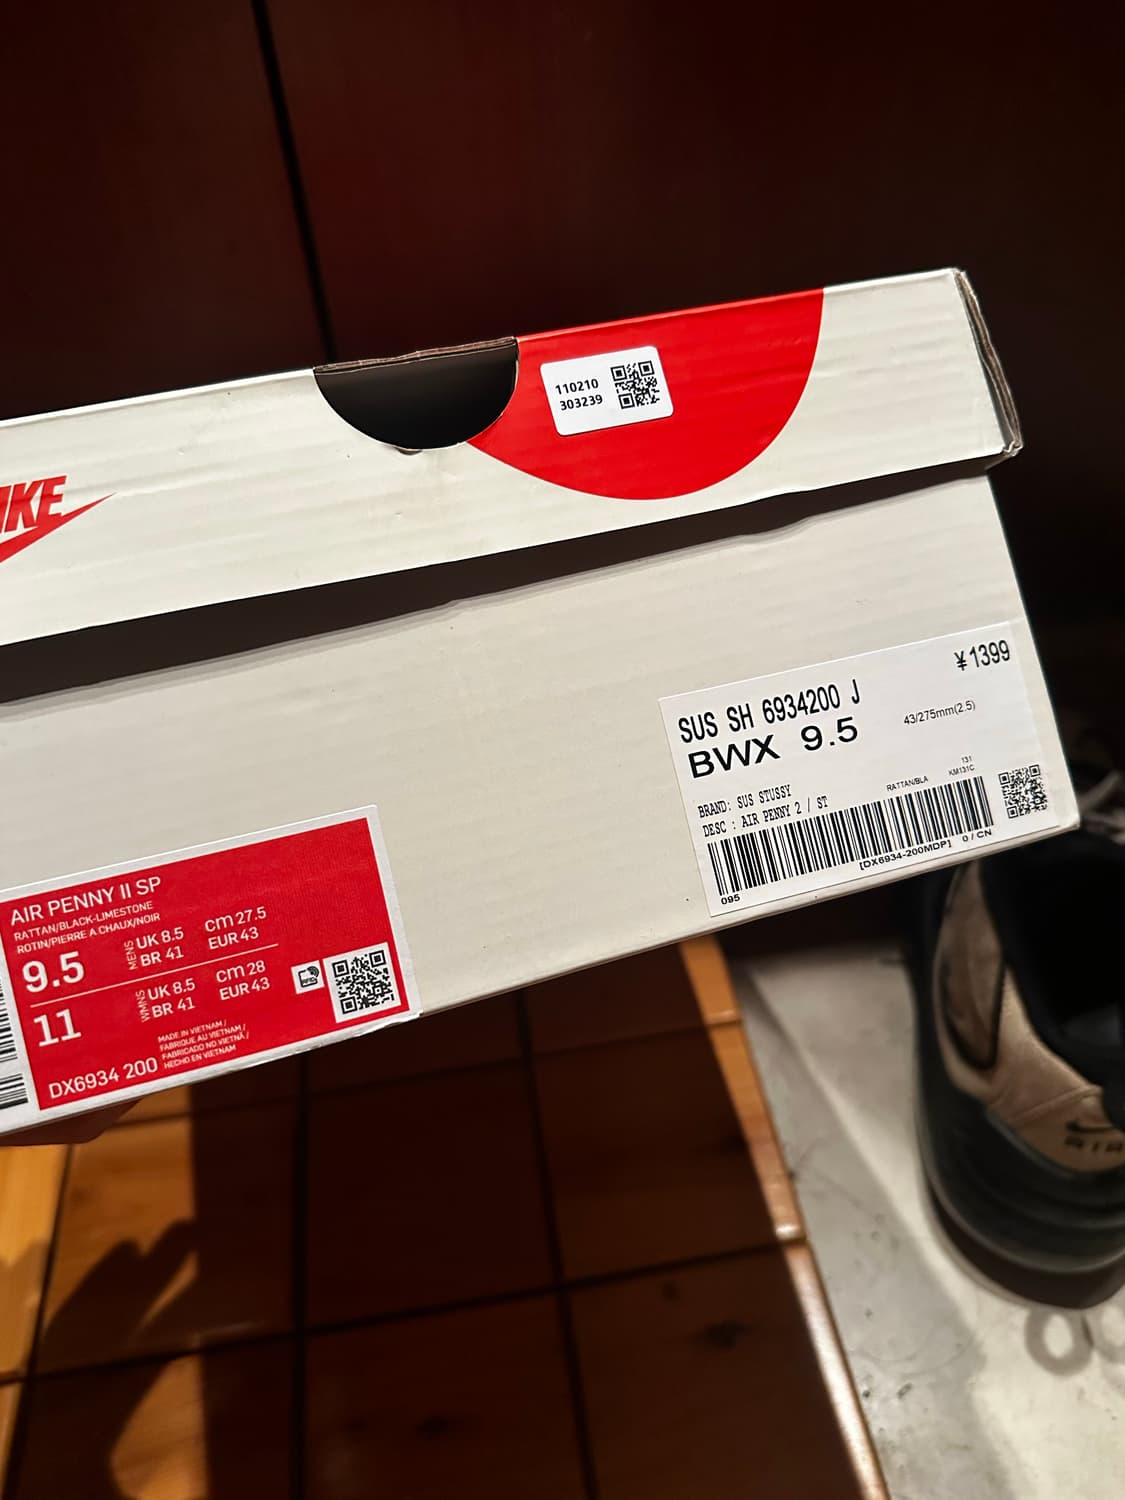 110210
303239
IKE
¥1399
SUS SH 6934200 J
BWX 9.5
43/275mm(2.5)
131
RATTAN/BLA KM131C
BRAND: SUS STUSSY
DESC : AIR PENNY 2 / ST
[DX6934-200MDP] 0 / CN
095
AIR PENNY II SP
RATTAN/BLACK-LIMESTONE
ROTIN/PIERRE A CHAUX/NOIR
9.5 MENS UK 8.5 cm 27.5
BR 41 EUR 43
11 WMNS UK 8.5 cm 28
BR 41 EUR 43
MADE IN VIETNAM /
FABRIQUE AU VIETNAM /
FABRICADO NO VIETNÃ /
HECHO EN VIETNAM
DX6934 200
AIR